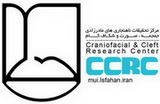 مرکز تحقیقات ناهنجاری های مادرزادی
جمجمه ، صورت و شکاف کام
Craniofacial & Cleft
Research Center
CCRC
mui.Isfahan.iran